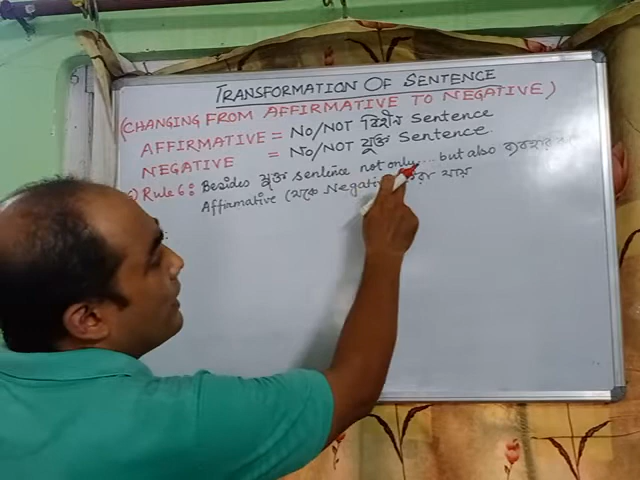 TRANSFORMATION OF SENTENCE
(CHANGING FROM AFFIRMATIVE TO NEGATIVE)
AFFIRMATIVE = NO/NOT বিহীন Sentence
NEGATIVE = NO/NOT যুক্ত Sentence
Rule 6: Besides যুক্ত sentence not only... but also
Affirmative থেকে Negative যায়